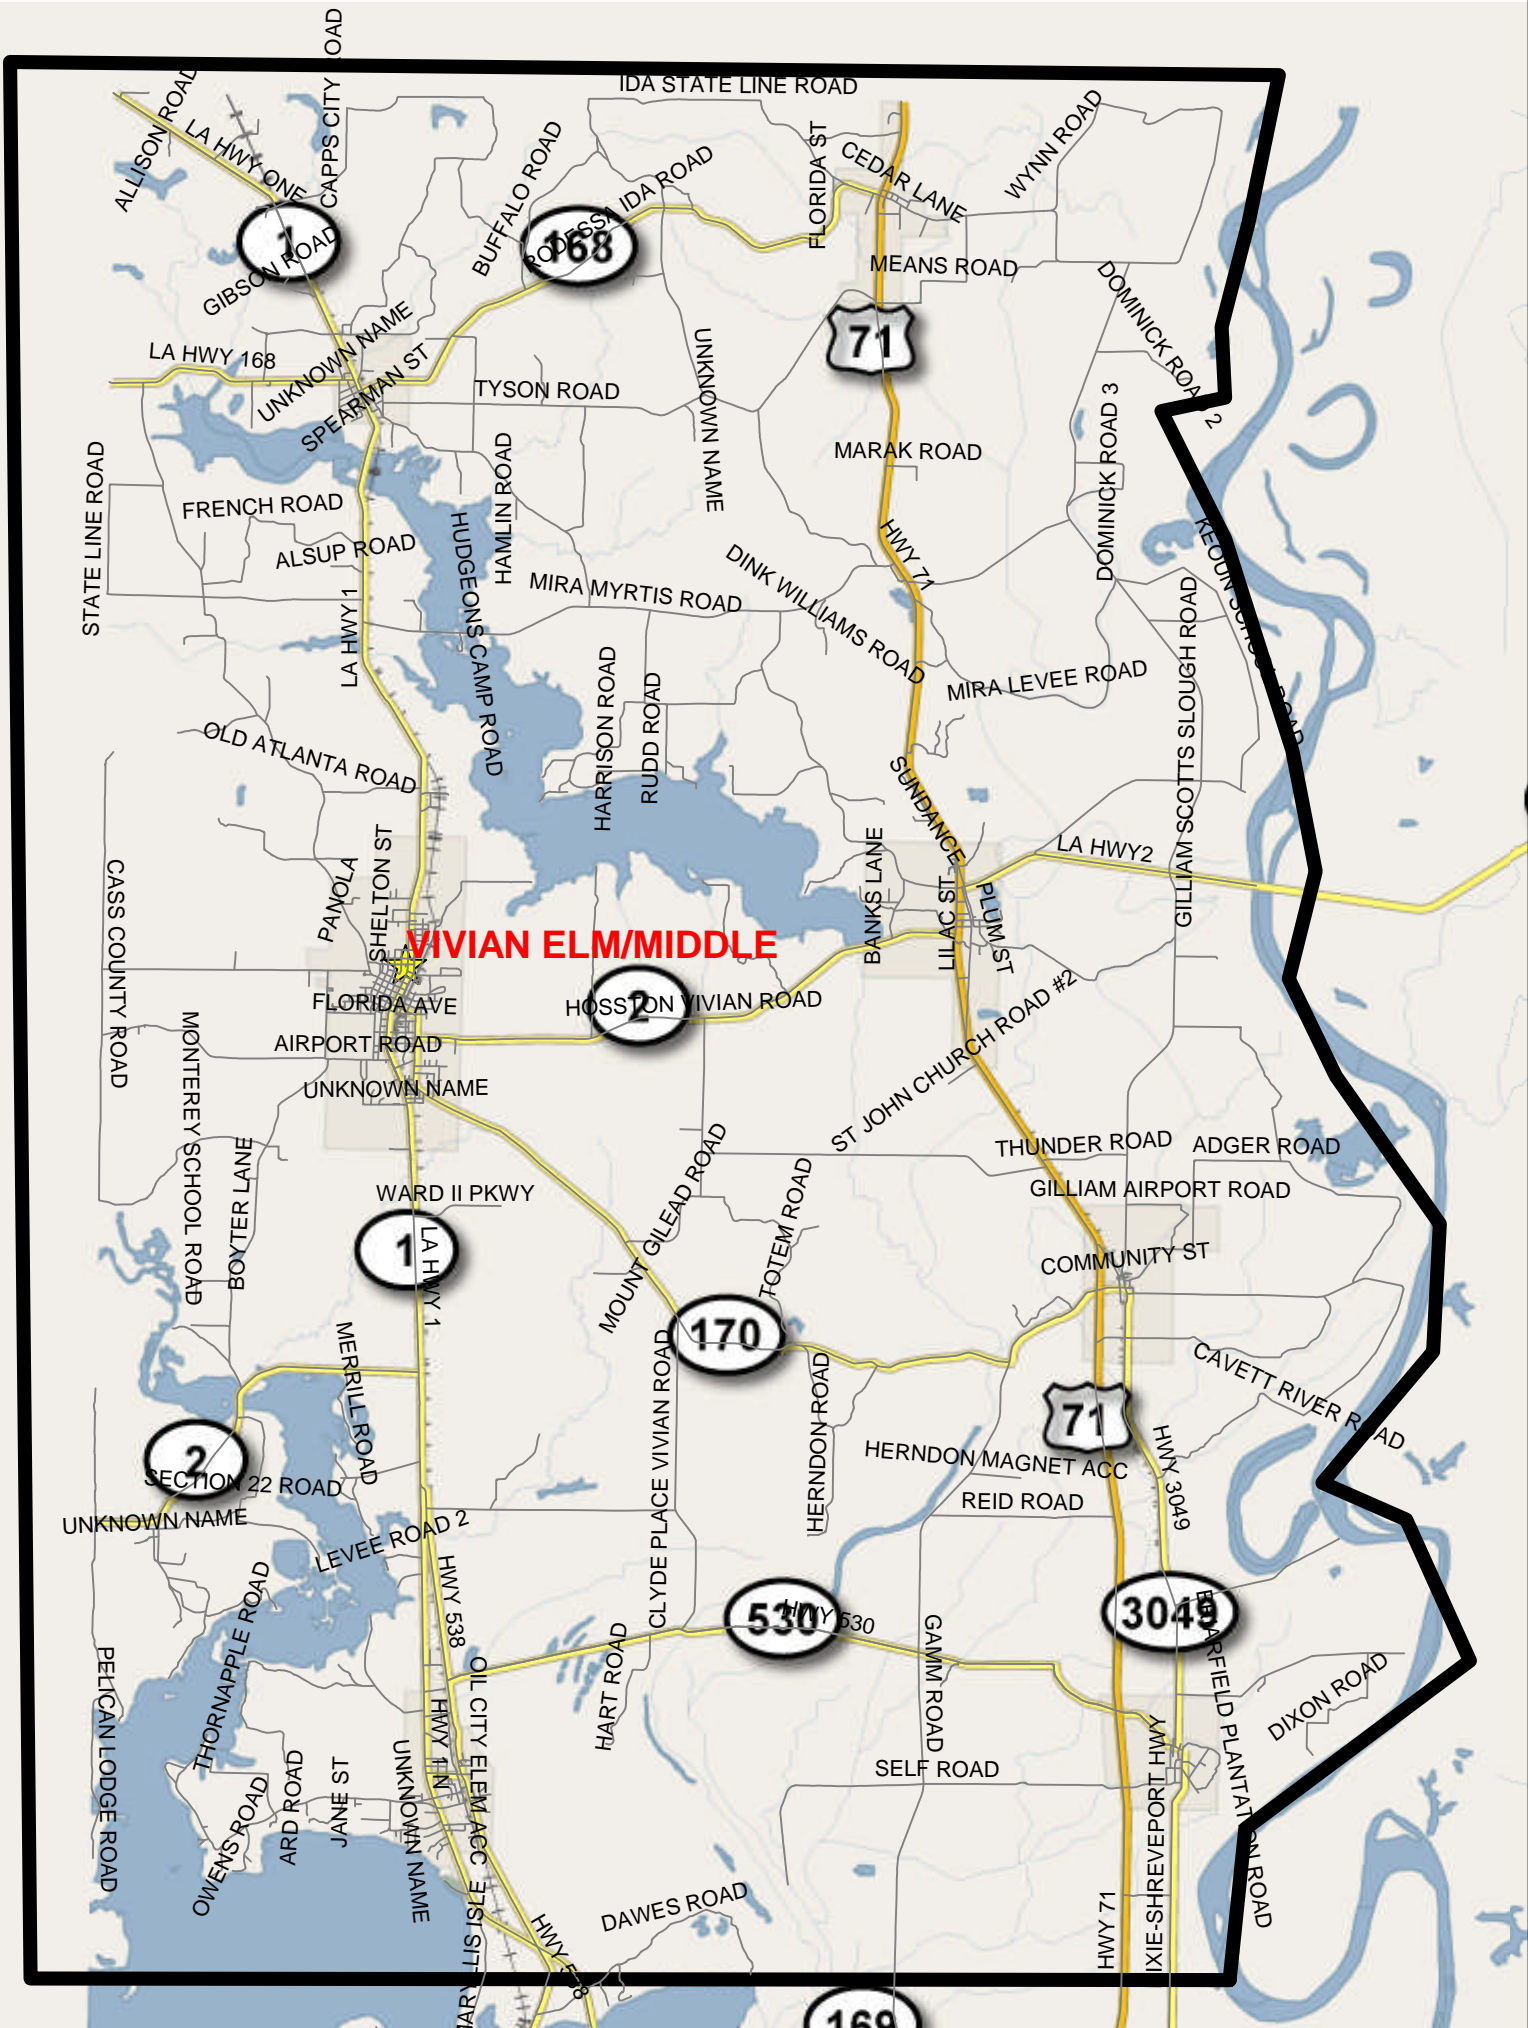 CAPPS CITY ROAD
IDA STATE LINE ROAD
ALLISON ROAD
LA HWY ONE
BUFFALO ROAD
FLORIDA ST
CEDAR LANE
WYNN ROAD
1
GIBSON ROAD
168
RODESSA IDA ROAD
MEANS ROAD
DOMINICK ROAD 2
71
LA HWY 168
UNKNOWN NAME
SPEARMAN ST
TYSON ROAD
UNKNOWN NAME
DOMINICK ROAD 3
MARAK ROAD
STATE LINE ROAD
FRENCH ROAD
HAMLIN ROAD
ALSUP ROAD
HUDGEONS CAMP ROAD
HWY 71
KEOUN SCHOOL ROAD
DINK WILLIAMS ROAD
MIRA MYRTIS ROAD
LA HWY 1
GILLIAM SCOTTS SLOUGH ROAD
HARRISON ROAD
RUDD ROAD
MIRA LEVEE ROAD
OLD ATLANTA ROAD
SUNDANCE
LA HWY2
CASS COUNTY ROAD
PANOLA
SHELTON ST
BANKS LANE
LILAC ST
PLUM ST
VIVIAN ELM/MIDDLE
2
HOSSTON VIVIAN ROAD
FLORIDA AVE
ST JOHN CHURCH ROAD #2
MONTEREY SCHOOL ROAD
AIRPORT ROAD
UNKNOWN NAME
BOYTER LANE
MOUNT GILEAD ROAD
THUNDER ROAD
ADGER ROAD
TOTEM ROAD
WARD II PKWY
GILLIAM AIRPORT ROAD
1
LA HWY 1
COMMUNITY ST
170
MERRILL ROAD
CLYDE PLACE VIVIAN ROAD
HERNDON ROAD
CAVETT RIVER ROAD
71
2
SECTION 22 ROAD
HERNDON MAGNET ACC
HWY 3049
REID ROAD
UNKNOWN NAME
LEVEE ROAD 2
HWY 538
THORNAPPLE ROAD
530
HWY 530
3049
HART ROAD
GAMM ROAD
PELICAN LODGE ROAD
OIL CITY ELEM ACC
HWY 1 N
DIXON ROAD
UNKNOWN NAME
ARD ROAD
JANE ST
OWENS ROAD
SELF ROAD
DAWES ROAD
HWY 538
HWY 71
169